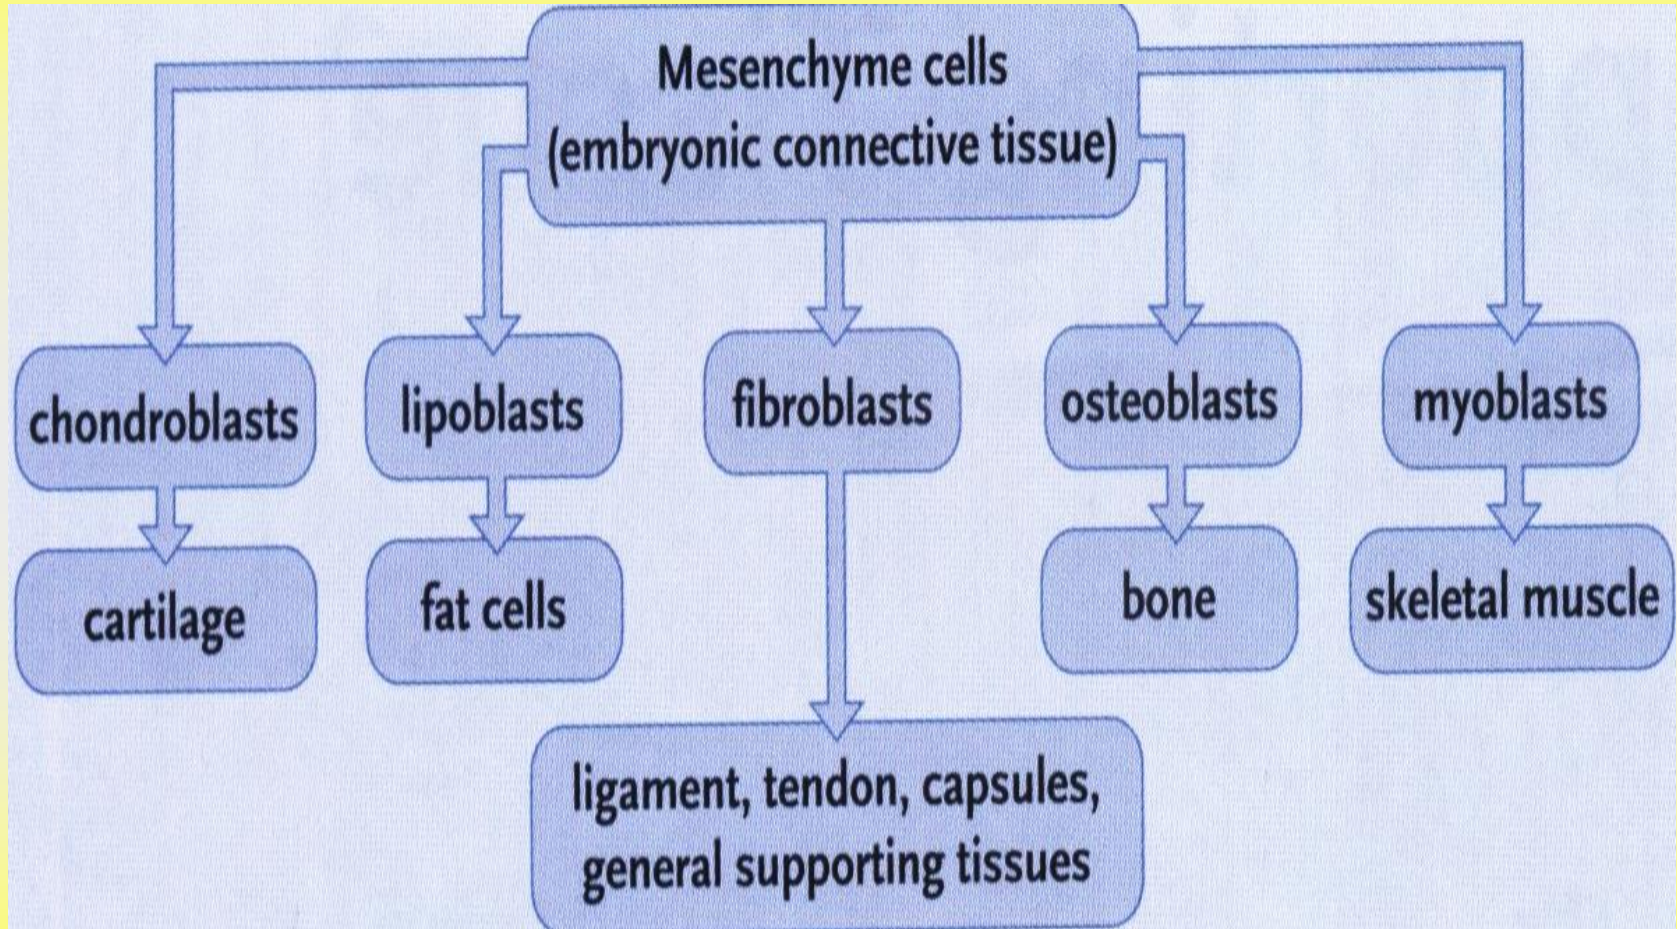 Mesenchyme cells
(embryonic connective tissue)
chondroblasts
lipoblasts
fibroblasts
osteoblasts
myoblasts
cartilage
fat cells
bone
skeletal muscle
ligament, tendon, capsules,
general supporting tissues